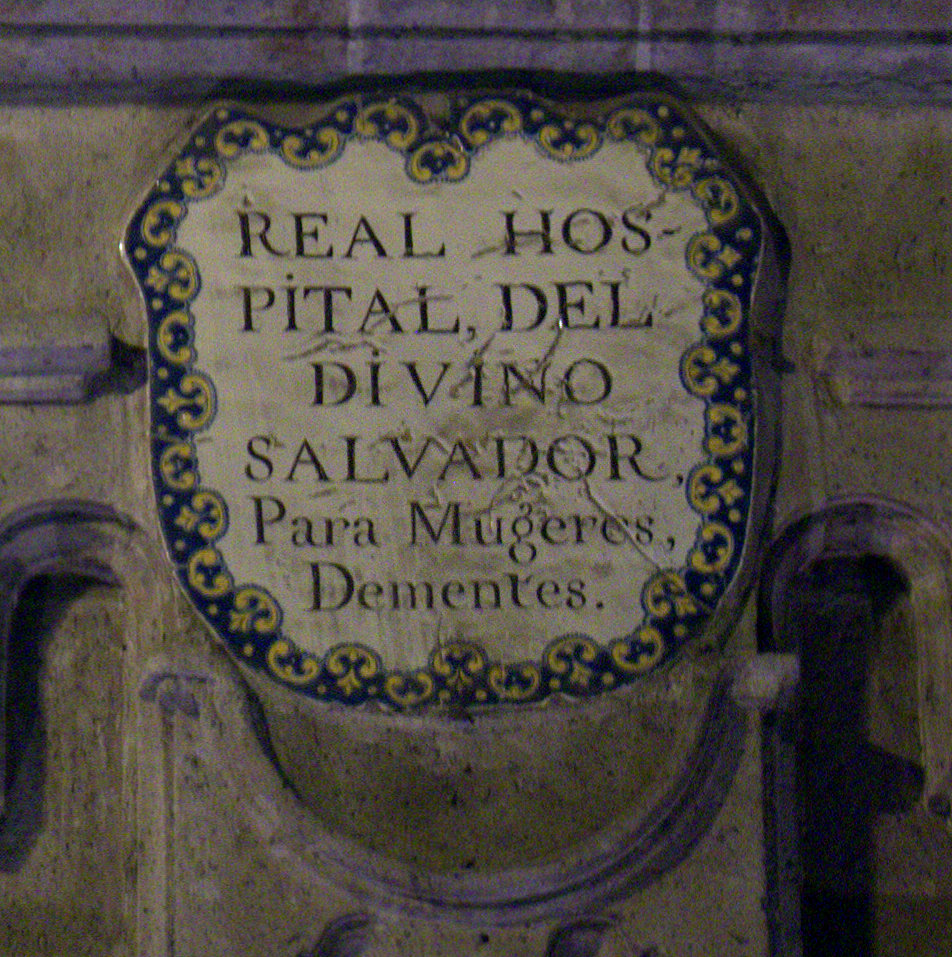 REAL HOS-
PITAL, DEL
DIVINO
SALVADOR,
Para Mugeres,
Dementes.